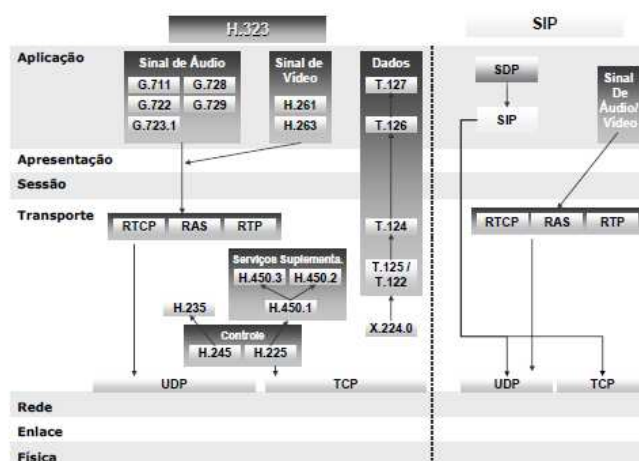 H.323
SIP
Aplicação
Sinal de Áudio
G.711 G.728
G.722 G.729
G.723.1
Sinal de
Vídeo
H.261
H.263
Dados
T.127
T.126
SDP
SIP
Sinal
De
Áudio/
Vídeo
Apresentação
Sessão
Transporte
RTCP RAS RTP
T.124
RTCP RAS RTP
Serviços Suplementa.
H.450.3 H.450.2
H.450.1
T.125 /
T.122
H.235
X.224.0
Controle
H.245 H.225
UDP TCP
UDP TCP
Rede
Enlace
Física